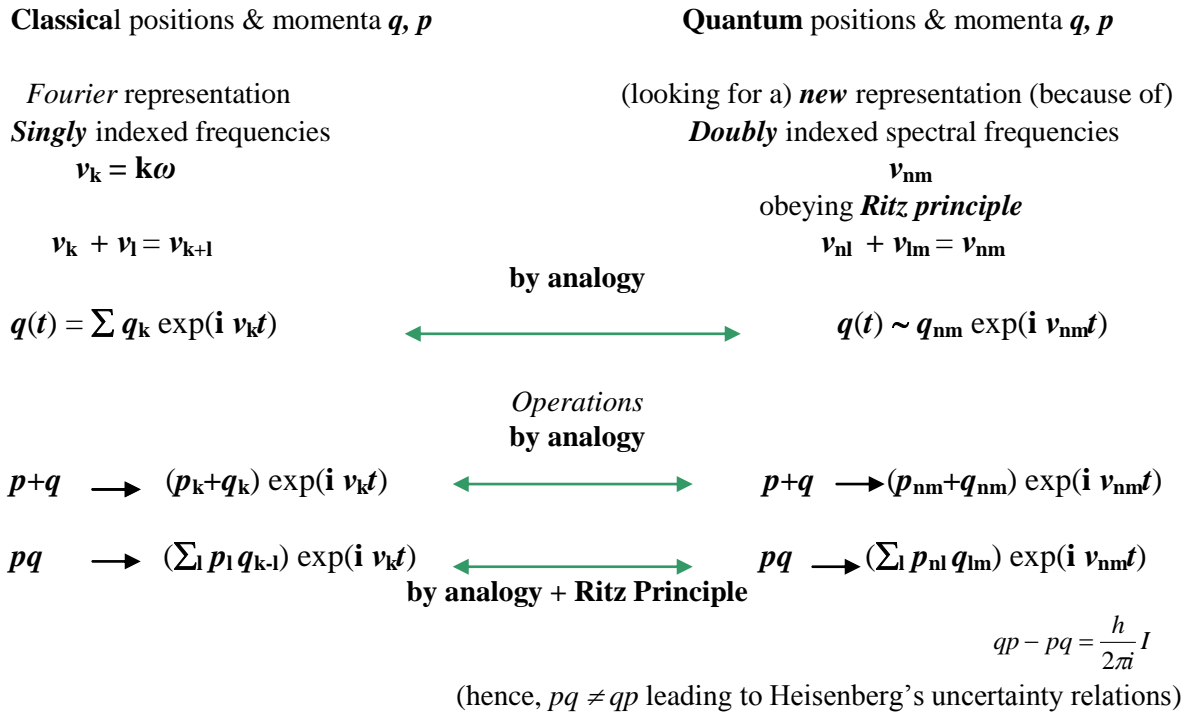 Classical positions & momenta q, p Quantum positions & momenta q, p
Fourier representation (looking for a) new representation (because of)
Singly indexed frequencies Doubly indexed spectral frequencies
νk = kω νnm
obeying Ritz principle
νk + νl = νk+l νnl + νlm = νnm
by analogy
q(t) = ∑ qk exp(i νkt) q(t) ~ qnm exp(i νnmt)
Operations
by analogy
p+q → (pk+qk) exp(i νkt) p+q → (pnm+qnm) exp(i νnmt)
pq → (∑l pl qk-l) exp(i νkt) pq → (∑l pnl qlm) exp(i νnmt)
by analogy + Ritz Principle
qp − pq = h/2πi I
(hence, pq ≠ qp leading to Heisenberg’s uncertainty relations)